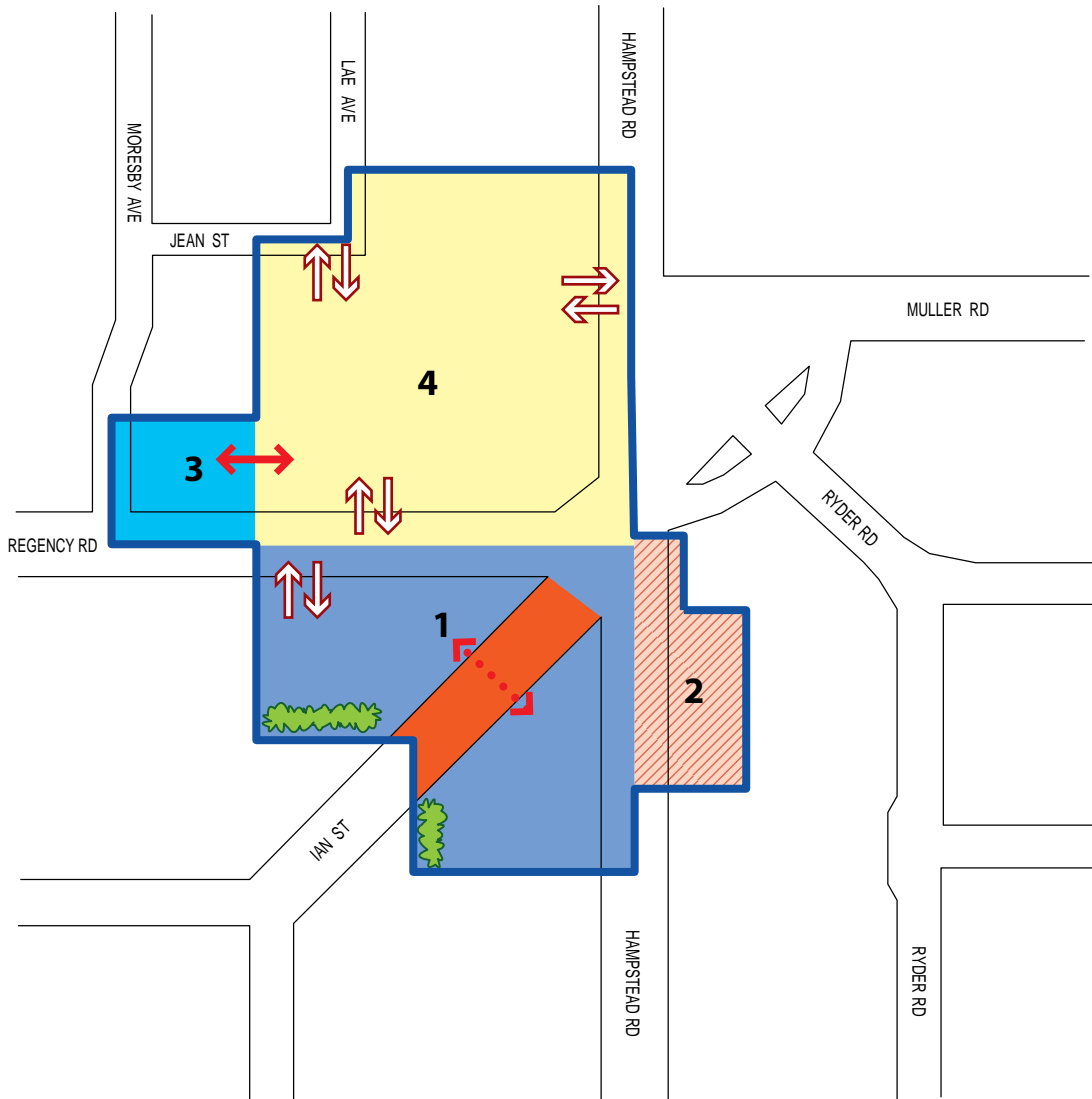 HAMPSTEAD RD
LAE AVE
MORESBY AVE
JEAN ST
MULLER RD
4
3
RYDER RD
REGENCY RD
1
2
IAN ST
HAMPSTEAD RD
RYDER RD